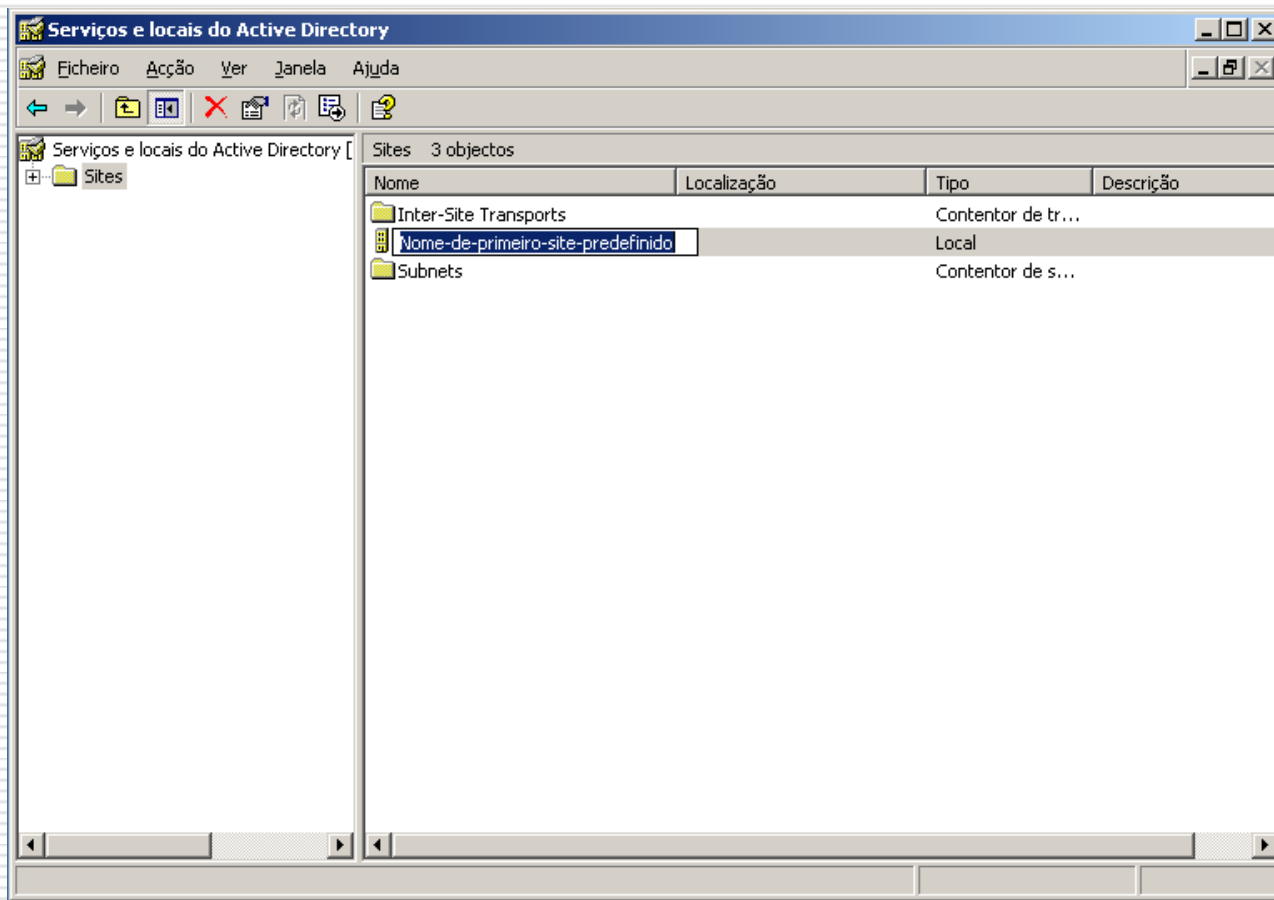 Serviços e locais do Active Directory
Ficheiro Acção Ver Janela Ajuda
Serviços e locais do Active Directory [
Sites
Sites 3 objectos
Nome Localização Tipo Descrição
Inter-Site Transports Contentor de tr...
Nome-de-primeiro-site-predefinido Local
Subnets Contentor de s...